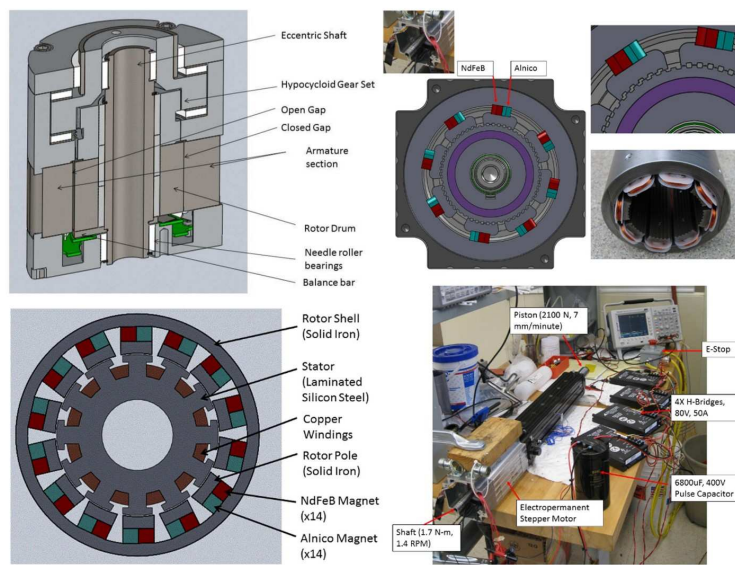 Eccentric Shaft
Hypocycloid Gear Set
Open Gap
Closed Gap
Armature
section
Rotor Drum
Needle roller
bearings
Balance bar
NdFeB
Alnico
Rotor Shell
(Solid Iron)
Stator
(Laminated
Silicon Steel)
Copper
Windings
Rotor Pole
(Solid Iron)
NdFeB Magnet
(x14)
Alnico Magnet
(x14)
Piston (2100 N, 7
mm/minute)
E-Stop
4X H-Bridges,
80V, 50A
6800uF, 400V
Pulse Capacitor
Electropermanent
Stepper Motor
Shaft (1.7 N-m,
1.4 RPM)